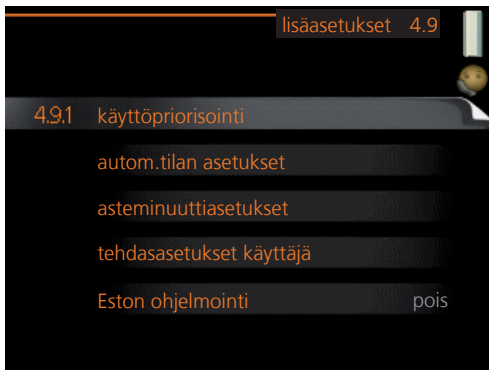 lisäasetukset 4.9
4.9.1 käyttöpriorisointi
autom.tilan asetukset
asteminuuttiasetukset
tehdasasetukset käyttäjä
Eston ohjelmointi pois